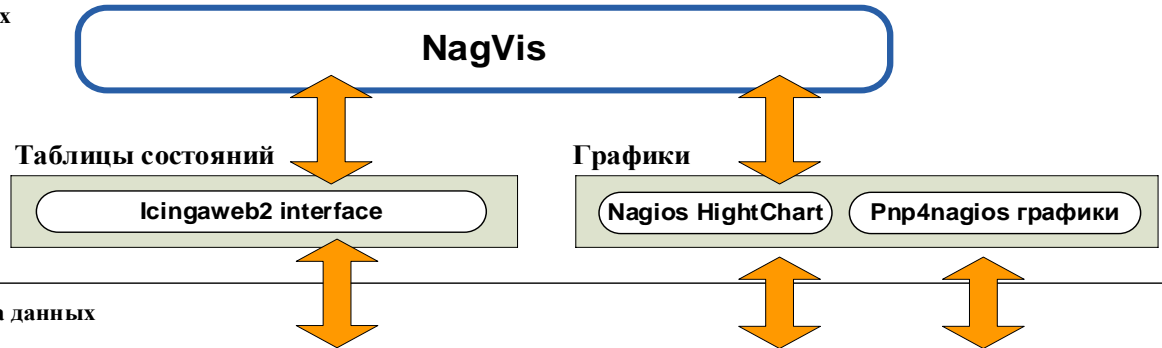 NagVis
Таблицы состояний
Графики
Icingaweb2 interface
Nagios HightChart
Pnp4nagios графики
данных